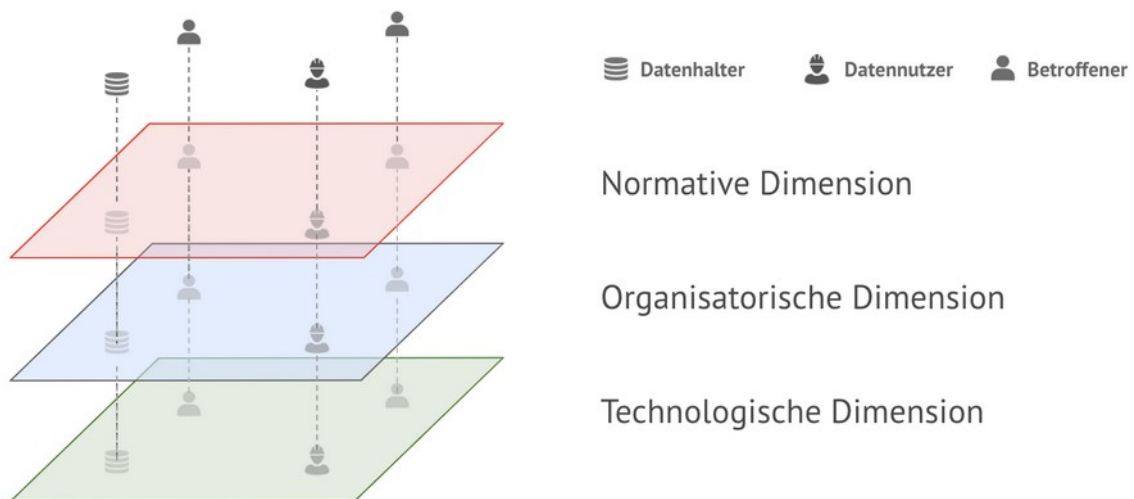 Datenhalter Datennutzer Betroffener
Normative Dimension
Organisatorische Dimension
Technologische Dimension